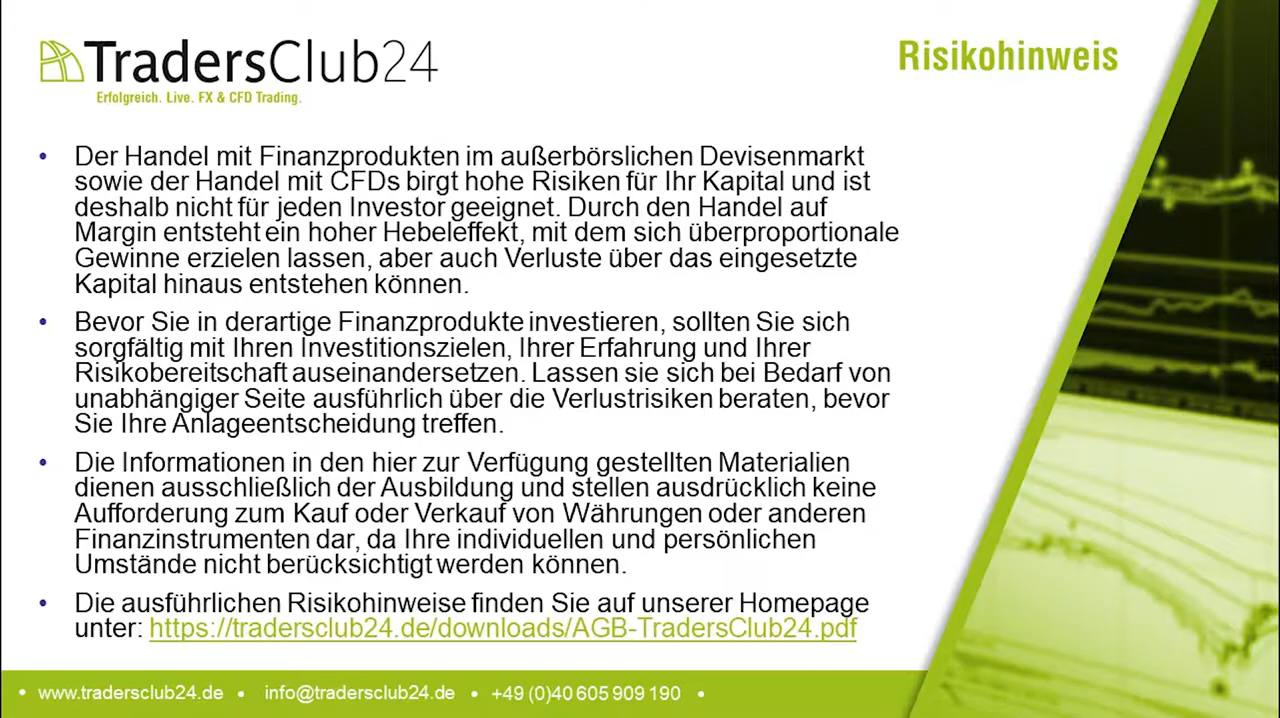 TradersClub24
Erfolgreich. Live. FX & CFD Trading.
Risikohinweis
• Der Handel mit Finanzprodukten im außerbörslichen Devisenmarkt
sowie der Handel mit CFDs birgt hohe Risiken für Ihr Kapital und ist
deshalb nicht für jeden Investor geeignet. Durch den Handel auf
Margin entsteht ein hoher Hebeleffekt, mit dem sich überproportionale
Gewinne erzielen lassen, aber auch Verluste über das eingesetzte
Kapital hinaus entstehen können.
• Bevor Sie in derartige Finanzprodukte investieren, sollten Sie sich
sorgfältig mit Ihren Investitionszielen, Ihrer Erfahrung und Ihrer
Risikobereitschaft auseinandersetzen. Lassen sie sich bei Bedarf von
unabhängiger Seite ausführlich über die Verlustrisiken beraten, bevor
Sie Ihre Anlageentscheidung treffen.
• Die Informationen in den hier zur Verfügung gestellten Materialien
dienen ausschließlich der Ausbildung und stellen ausdrücklich keine
Aufforderung zum Kauf oder Verkauf von Währungen oder anderen
Finanzinstrumenten dar, da Ihre individuellen und persönlichen
Umstände nicht berücksichtigt werden können.
• Die ausführlichen Risikohinweise finden Sie auf unserer Homepage
unter: https://tradersclub24.de/downloads/AGB-TradersClub24.pdf
• www.tradersclub24.de • info@tradersclub24.de • +49 (0)40 605 909 190 •